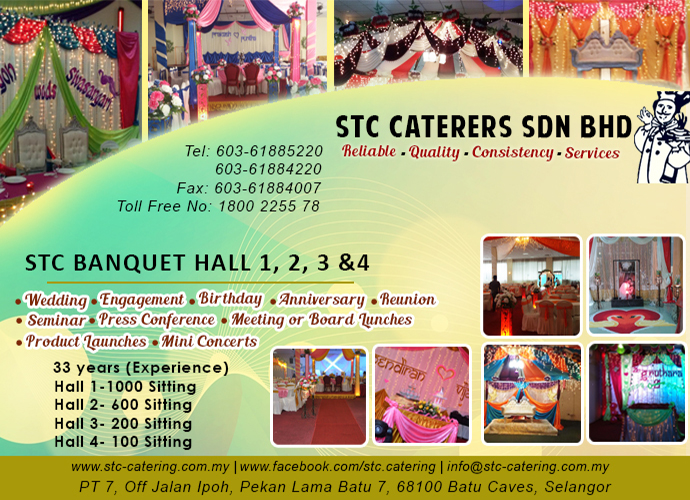 STC CATERERS SDN BHD
Reliable - Quality - Consistency - Services
Tel: 603-61885220
603-61884220
Fax: 603-61884007
Toll Free No: 1800 2255 78
STC BANQUET HALL 1, 2, 3 &4
• Wedding • Engagement • Birthday • Anniversary • Reunion
• Seminar • Press Conference • Meeting or Board Lunches
• Product Launches • Mini Concerts
33 years (Experience)
Hall 1-1000 Sitting
Hall 2- 600 Sitting
Hall 3- 200 Sitting
Hall 4- 100 Sitting
www.stc-catering.com.my | www.facebook.com/stc.catering | info@stc-catering.com.my
PT 7, Off Jalan Ipoh, Pekan Lama Batu 7, 68100 Batu Caves, Selangor